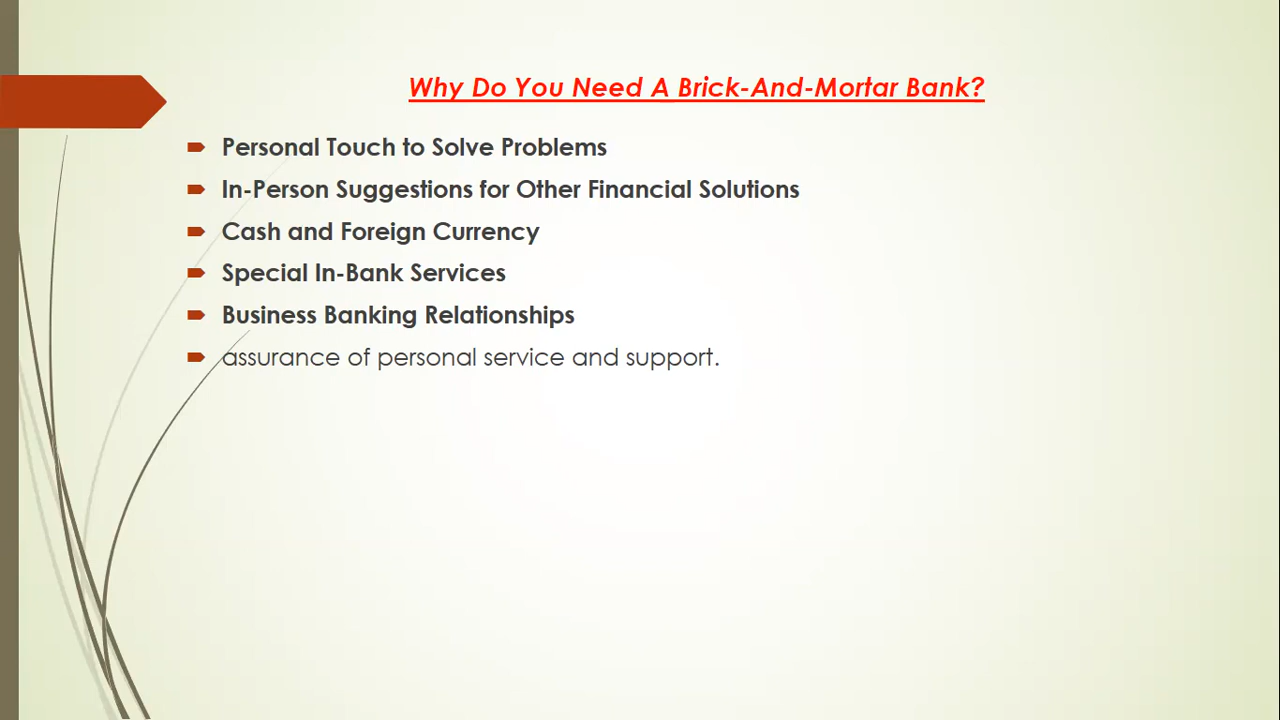 Why Do You Need A Brick-And-Mortar Bank?
Personal Touch to Solve Problems
In-Person Suggestions for Other Financial Solutions
Cash and Foreign Currency
Special In-Bank Services
Business Banking Relationships
assurance of personal service and support.